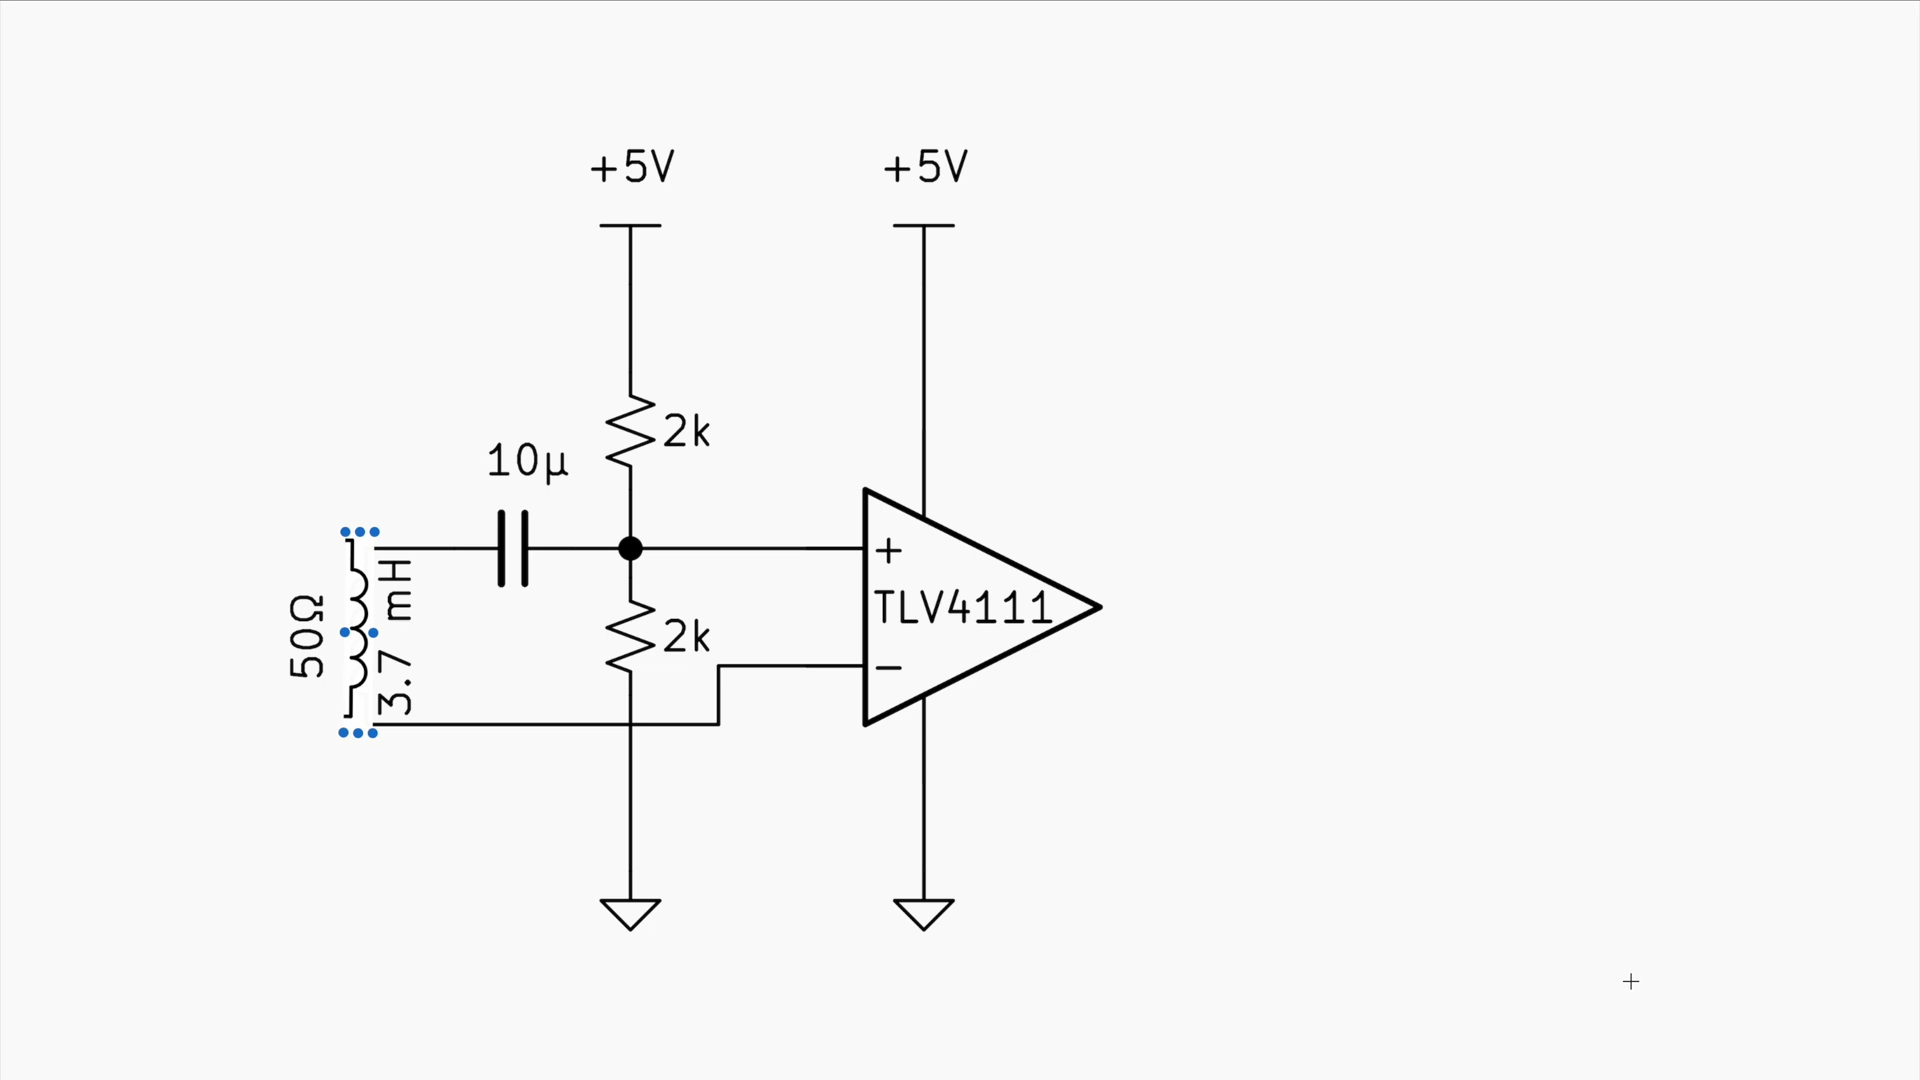 +5V
+5V
2k
10µ
50Ω
3.7 mH
+
TLV4111
2k
−